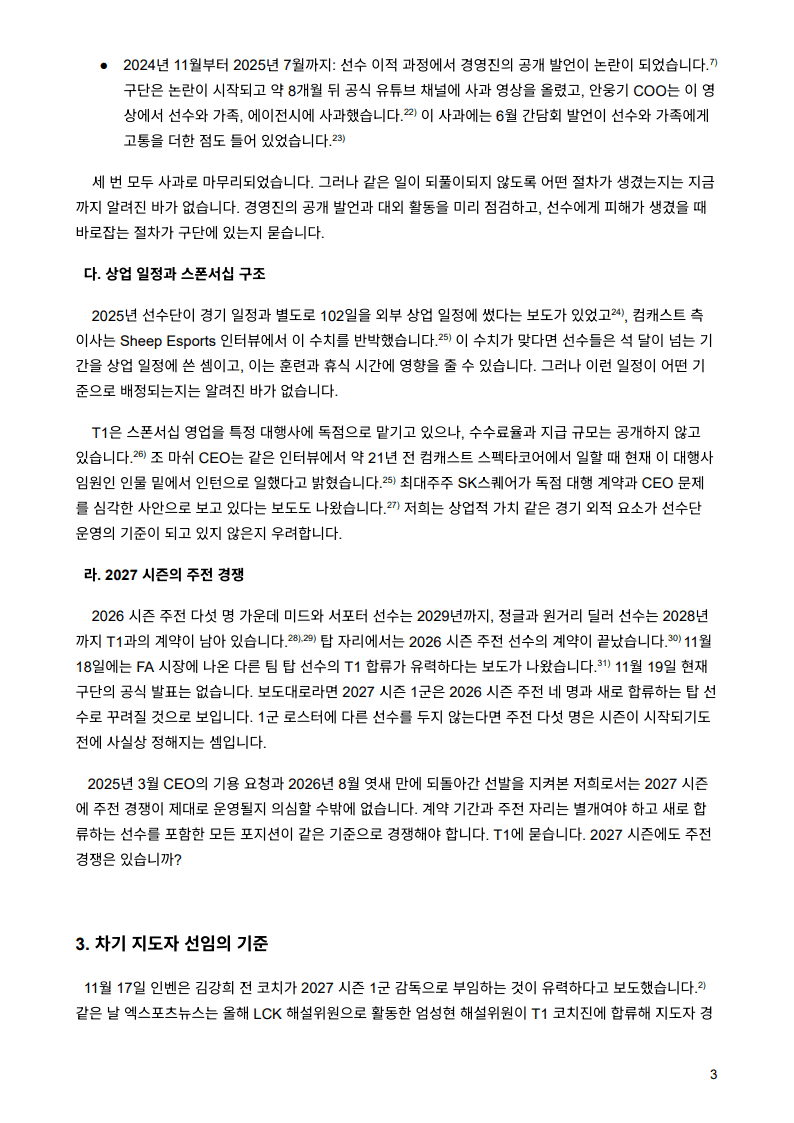 ● 2024년 11월부터 2025년 7월까지: 선수 이적 과정에서 경영진의 공개 발언이 논란이 되었습니다.7)
구단은 논란이 시작되고 약 8개월 뒤 공식 유튜브 채널에 사과 영상을 올렸고, 안웅기 COO는 이 영
상에서 선수와 가족, 에이전시에 사과했습니다.22) 이 사과에는 6월 간담회 발언이 선수와 가족에게
고통을 더한 점도 들어 있었습니다.23)
세 번 모두 사과로 마무리되었습니다. 그러나 같은 일이 되풀이되지 않도록 어떤 절차가 생겼는지는 지금
까지 알려진 바가 없습니다. 경영진의 공개 발언과 대외 활동을 미리 점검하고, 선수에게 피해가 생겼을 때
바로잡는 절차가 구단에 있는지 묻습니다.
다. 상업 일정과 스폰서십 구조
2025년 선수단이 경기 일정과 별도로 102일을 외부 상업 일정에 썼다는 보도가 있었고24), 컴캐스트 측
이사는 Sheep Esports 인터뷰에서 이 수치를 반박했습니다.25) 이 수치가 맞다면 선수들은 석 달이 넘는 기
간을 상업 일정에 쓴 셈이고, 이는 훈련과 휴식 시간에 영향을 줄 수 있습니다. 그러나 이런 일정이 어떤 기
준으로 배정되는지는 알려진 바가 없습니다.
T1은 스폰서십 영업을 특정 대행사에 독점으로 맡기고 있으나, 수수료율과 지급 규모는 공개하지 않고
있습니다.26) 조 마쉬 CEO는 같은 인터뷰에서 약 21년 전 컴캐스트 스펙타코어에서 일할 때 현재 이 대행사
임원인 인물 밑에서 인턴으로 일했다고 밝혔습니다.25) 최대주주 SK스퀘어가 독점 대행 계약과 CEO 문제
를 심각한 사안으로 보고 있다는 보도도 나왔습니다.27) 저희는 상업적 가치 같은 경기 외적 요소가 선수단
운영의 기준이 되고 있지 않은지 우려합니다.
라. 2027 시즌의 주전 경쟁
2026 시즌 주전 다섯 명 가운데 미드와 서포터 선수는 2029년까지, 정글과 원거리 딜러 선수는 2028년
까지 T1과의 계약이 남아 있습니다.28),29) 탑 자리에서는 2026 시즌 주전 선수의 계약이 끝났습니다.30) 11월
18일에는 FA 시장에 나온 다른 팀 탑 선수의 T1 합류가 유력하다는 보도가 나왔습니다.31) 11월 19일 현재
구단의 공식 발표는 없습니다. 보도대로라면 2027 시즌 1군은 2026 시즌 주전 네 명과 새로 합류하는 탑 선
수로 꾸려질 것으로 보입니다. 1군 로스터에 다른 선수를 두지 않는다면 주전 다섯 명은 시즌이 시작되기도
전에 사실상 정해지는 셈입니다.
2025년 3월 CEO의 기용 요청과 2026년 8월 엿새 만에 되돌아간 선발을 지켜본 저희로서는 2027 시즌
에 주전 경쟁이 제대로 운영될지 의심할 수밖에 없습니다. 계약 기간과 주전 자리는 별개여야 하고 새로 합
류하는 선수를 포함한 모든 포지션이 같은 기준으로 경쟁해야 합니다. T1에 묻습니다. 2027 시즌에도 주전
경쟁은 있습니까?
3. 차기 지도자 선임의 기준
11월 17일 인벤은 김강희 전 코치가 2027 시즌 1군 감독으로 부임하는 것이 유력하다고 보도했습니다.2)
같은 날 엑스포츠뉴스는 올해 LCK 해설위원으로 활동한 엄성현 해설위원이 T1 코치진에 합류해 지도자 경
3